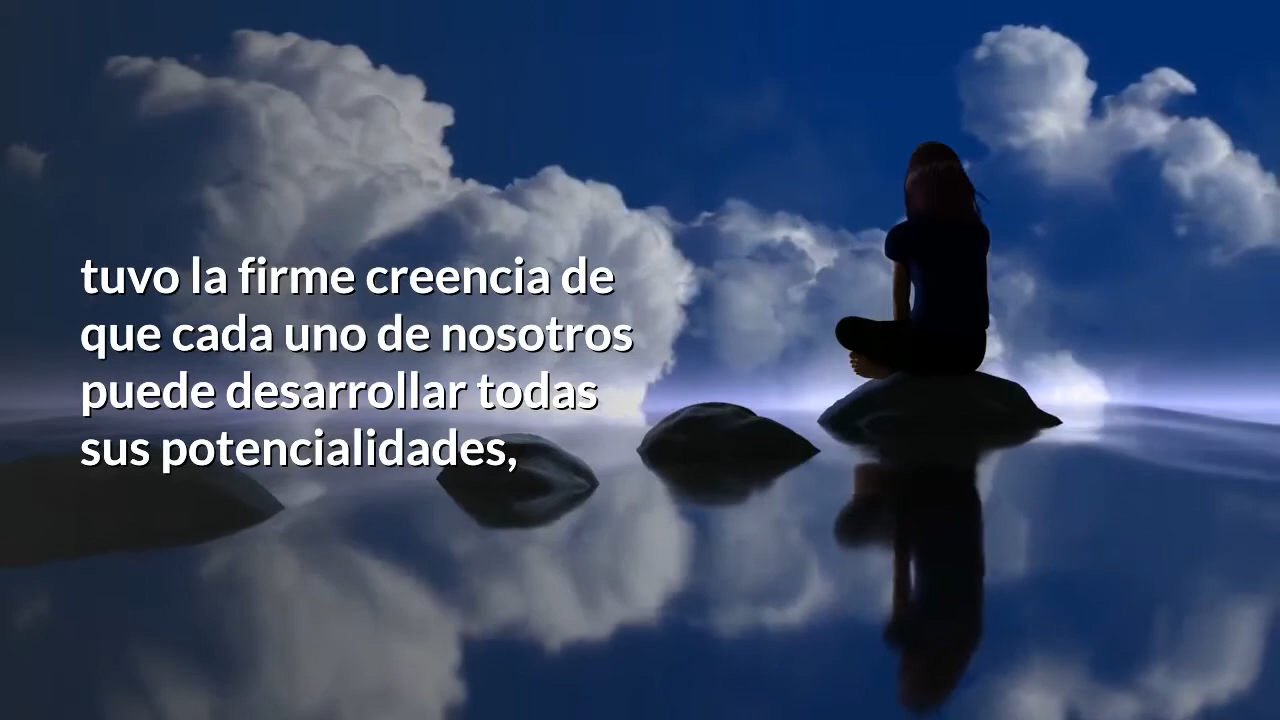 tuvo la firme creencia de
que cada uno de nosotros
puede desarrollar todas
sus potencialidades,